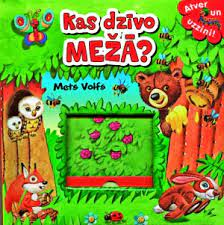 Kas dzīvo
MEŽĀ?
Atver un
uzzini!
Mets Volfs